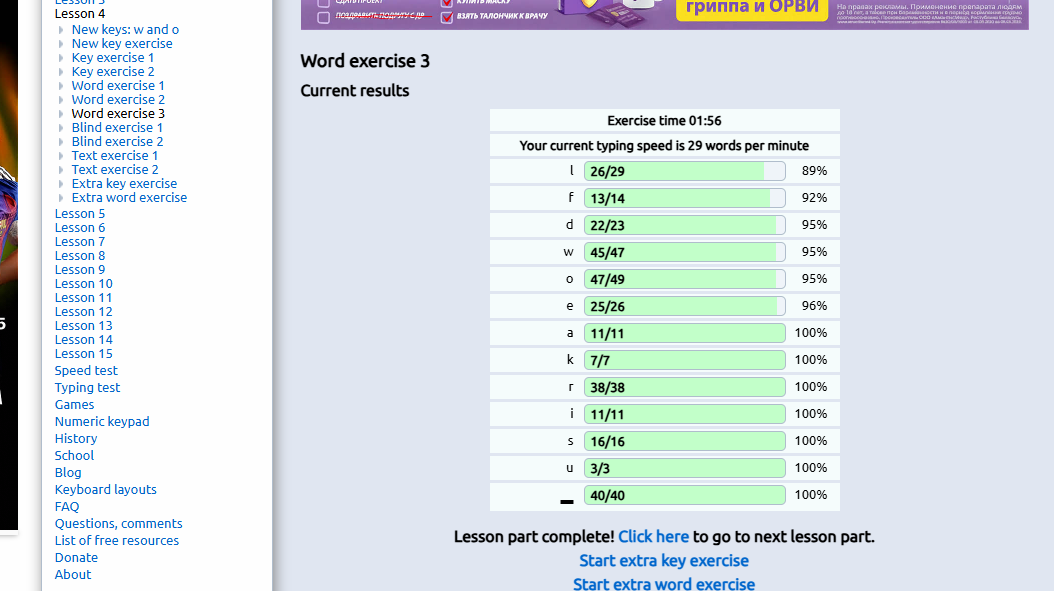 Lesson 3
Lesson 4
New keys: w and o
New key exercise
Key exercise 1
Key exercise 2
Word exercise 1
Word exercise 2
Word exercise 3
Blind exercise 1
Blind exercise 2
Text exercise 1
Text exercise 2
Extra key exercise
Extra word exercise
Lesson 5
Lesson 6
Lesson 7
Lesson 8
Lesson 9
Lesson 10
Lesson 11
Lesson 12
Lesson 13
Lesson 14
Lesson 15
Speed test
Typing test
Games
Numeric keypad
History
School
Blog
Keyboard layouts
FAQ
Questions, comments
List of free resources
Donate
About
КУПИТЬ МАСКУ
ВЗЯТЬ ТАЛОНЧИК К ВРАЧУ
гриппа и ОРВИ
На правах рекламы. Применение препарата людям
Word exercise 3
Current results
Exercise time 01:56
Your current typing speed is 29 words per minute
l 26/29 89%
f 13/14 92%
d 22/23 95%
w 45/47 95%
o 47/49 95%
e 25/26 96%
a 11/11 100%
k 7/7 100%
r 38/38 100%
i 11/11 100%
s 16/16 100%
u 3/3 100%
_ 40/40 100%
Lesson part complete! Click here to go to next lesson part.
Start extra key exercise
Start extra word exercise